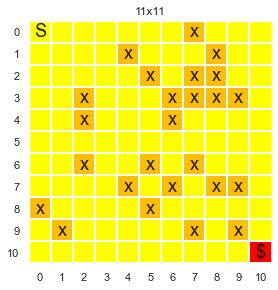 11x11
0 S x
1 x x
2 x x x
3 x x x x x
4 x x
5
6 x x x
7 x x x x
8 x x
9 x x x
10 $
0 1 2 3 4 5 6 7 8 9 10